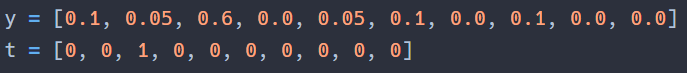 y = [0.1, 0.05, 0.6, 0.0, 0.05, 0.1, 0.0, 0.1, 0.0, 0.0]
t = [0, 0, 1, 0, 0, 0, 0, 0, 0, 0]